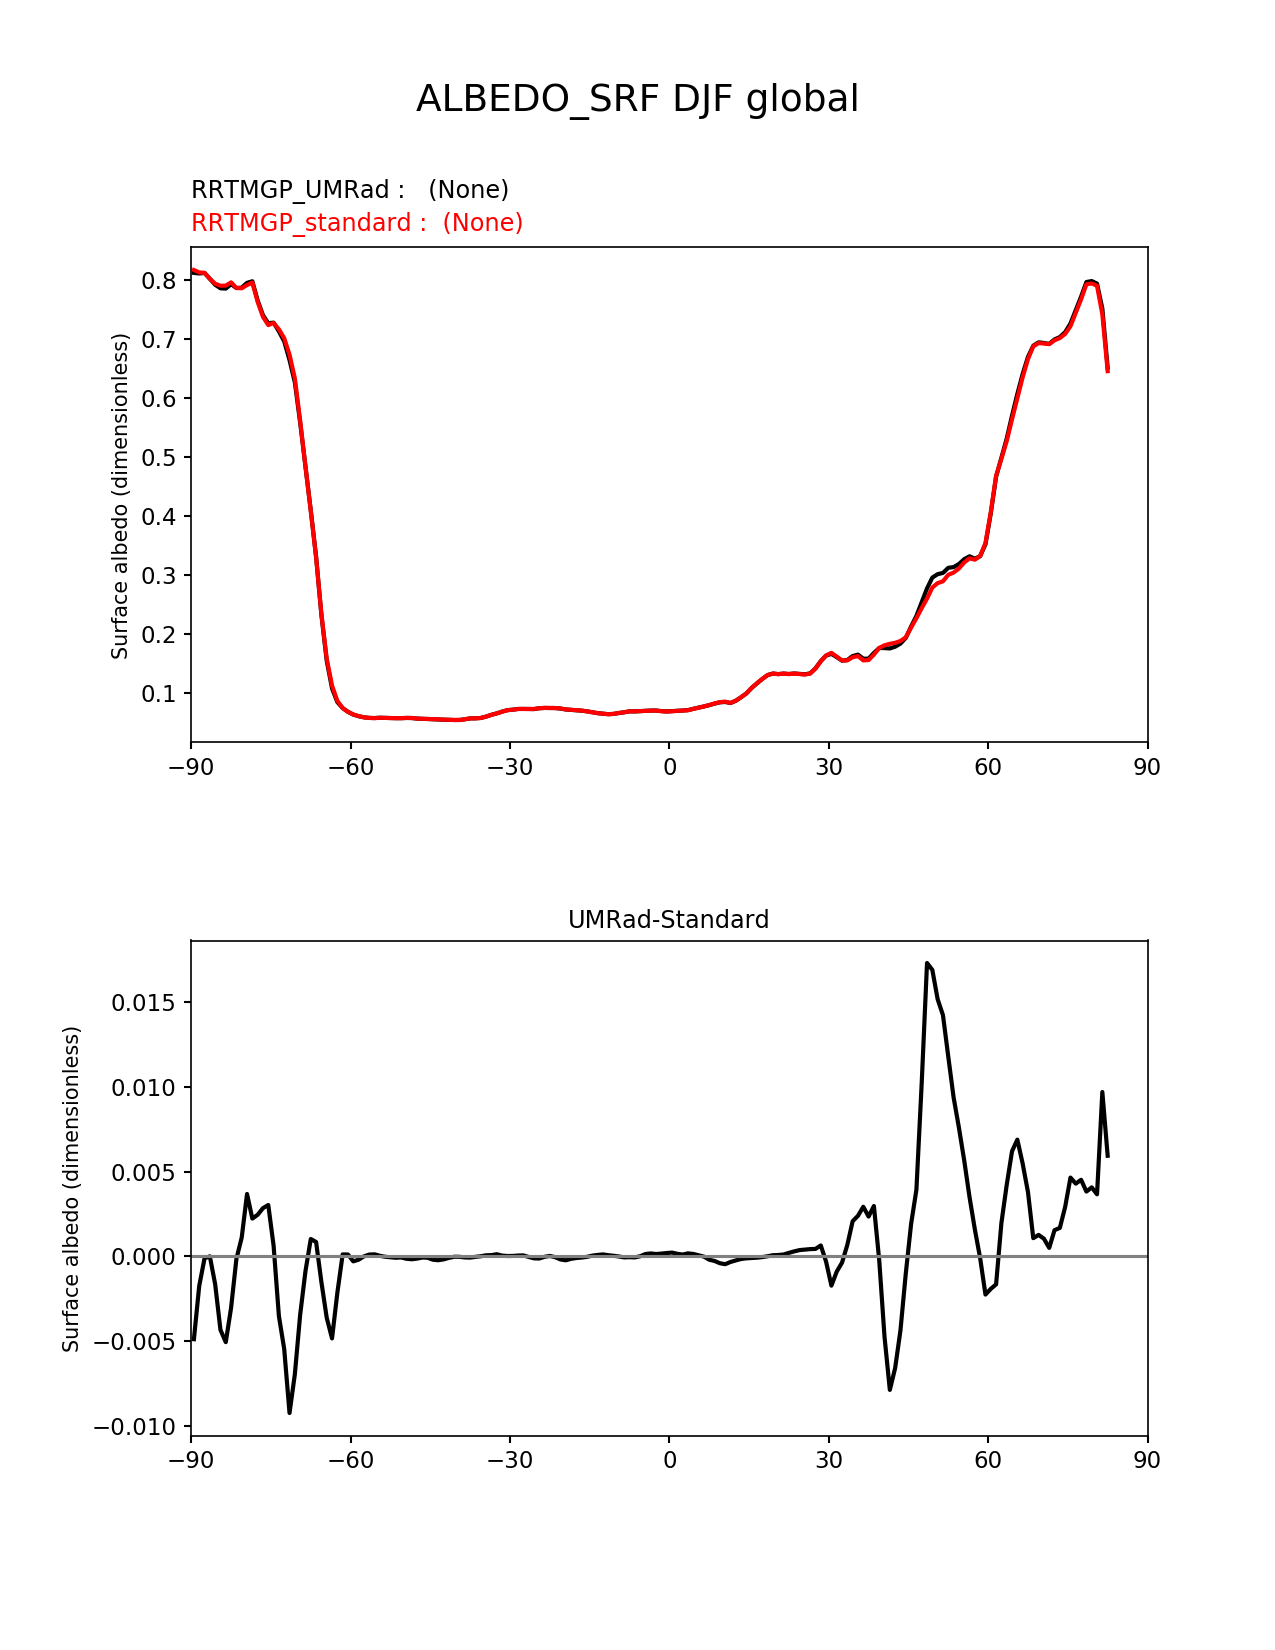 ALBEDO_SRF DJF global
RRTMGP_UMRad :   (None)
RRTMGP_standard :  (None)
Surface albedo (dimensionless)
0.8
0.7
0.6
0.5
0.4
0.3
0.2
0.1
−90 −60 −30 0 30 60 90
UMRad-Standard
Surface albedo (dimensionless)
0.015
0.010
0.005
0.000
−0.005
−0.010
−90 −60 −30 0 30 60 90